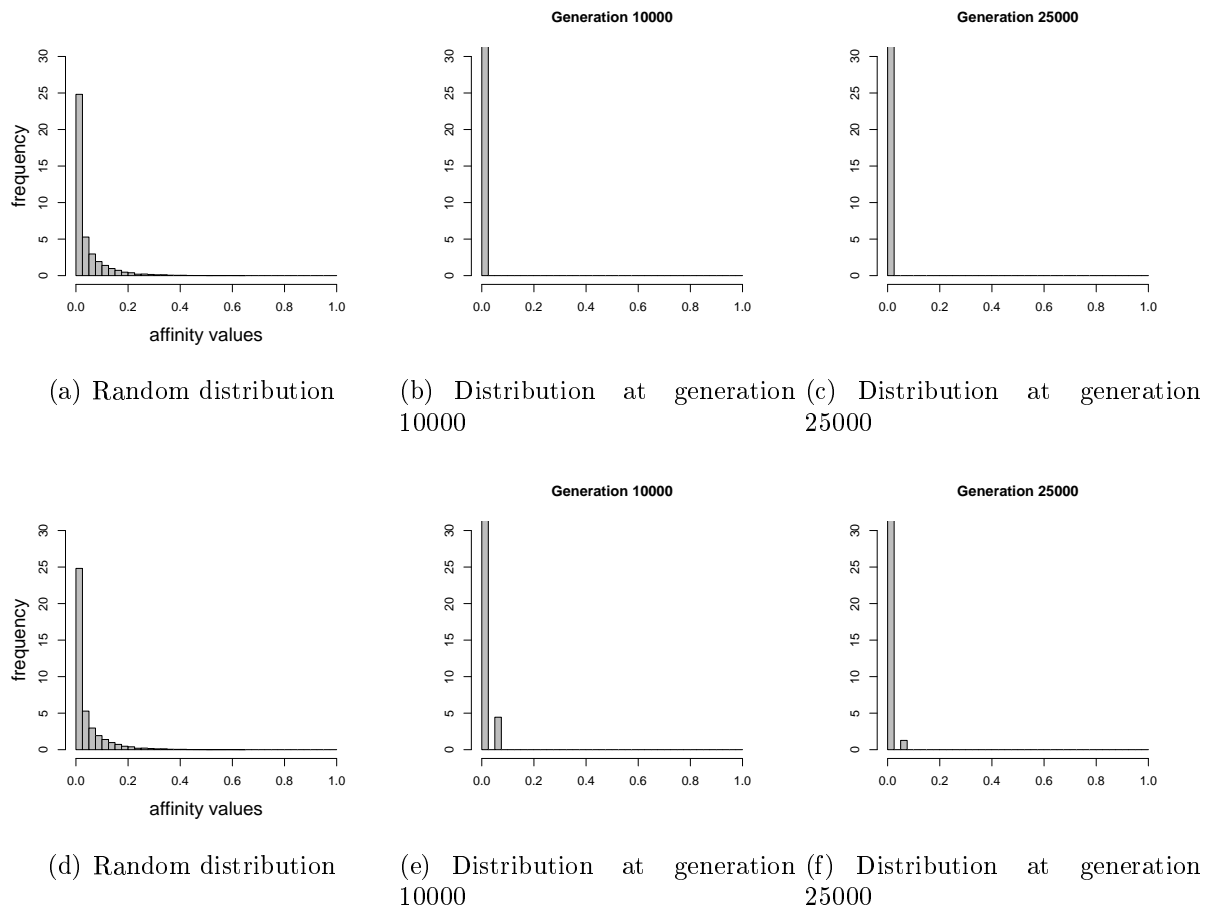 Generation 10000
Generation 25000
frequency
0 5 10 15 20 25 30
0 5 10 15 20 25 30
0 5 10 15 20 25 30
0.0 0.2 0.4 0.6 0.8 1.0
0.0 0.2 0.4 0.6 0.8 1.0
0.0 0.2 0.4 0.6 0.8 1.0
affinity values
(a) Random distribution
(b) Distribution at generation
10000
(c) Distribution at generation
25000
Generation 10000
Generation 25000
frequency
0 5 10 15 20 25 30
0 5 10 15 20 25 30
0 5 10 15 20 25 30
0.0 0.2 0.4 0.6 0.8 1.0
0.0 0.2 0.4 0.6 0.8 1.0
0.0 0.2 0.4 0.6 0.8 1.0
affinity values
(d) Random distribution
(e) Distribution at generation
10000
(f) Distribution at generation
25000